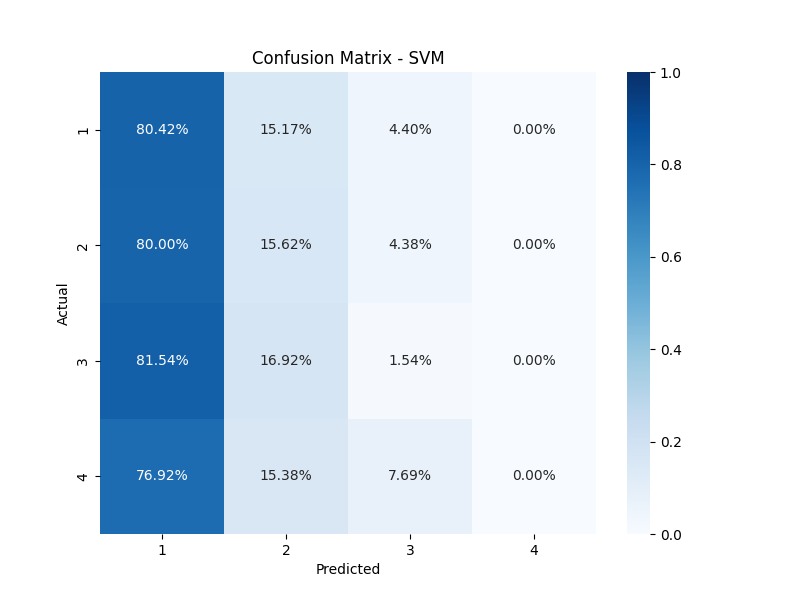 Confusion Matrix - SVM
1 80.42% 15.17% 4.40% 0.00%
2 80.00% 15.62% 4.38% 0.00%
3 81.54% 16.92% 1.54% 0.00%
4 76.92% 15.38% 7.69% 0.00%
Actual
1 2 3 4
Predicted
1.0
0.8
0.6
0.4
0.2
0.0